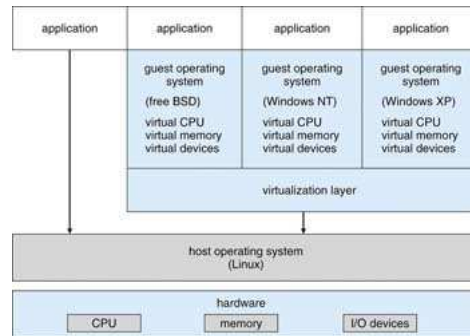 application
application
application
application
guest operating
system
(free BSD)
virtual CPU
virtual memory
virtual devices
guest operating
system
(Windows NT)
virtual CPU
virtual memory
virtual devices
guest operating
system
(Windows XP)
virtual CPU
virtual memory
virtual devices
virtualization layer
host operating system
(Linux)
hardware
CPU
memory
I/O devices